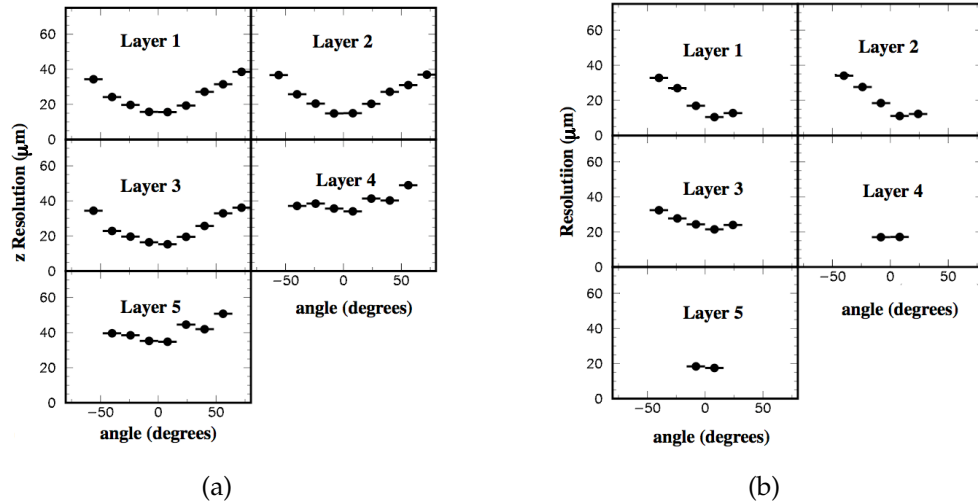 Layer 1
Layer 2
60
40
20
0
Layer 3
Layer 4
60
40
20
0
−50 0 50
angle (degrees)
Layer 5
60
40
20
0
−50 0 50
angle (degrees)
z Resolution (μm)
(a)
Layer 1
Layer 2
60
40
20
0
Layer 3
Layer 4
60
40
20
0
−50 0 50
angle (degrees)
Layer 5
60
40
20
0
−50 0 50
angle (degrees)
Resolutiion (μm)
(b)